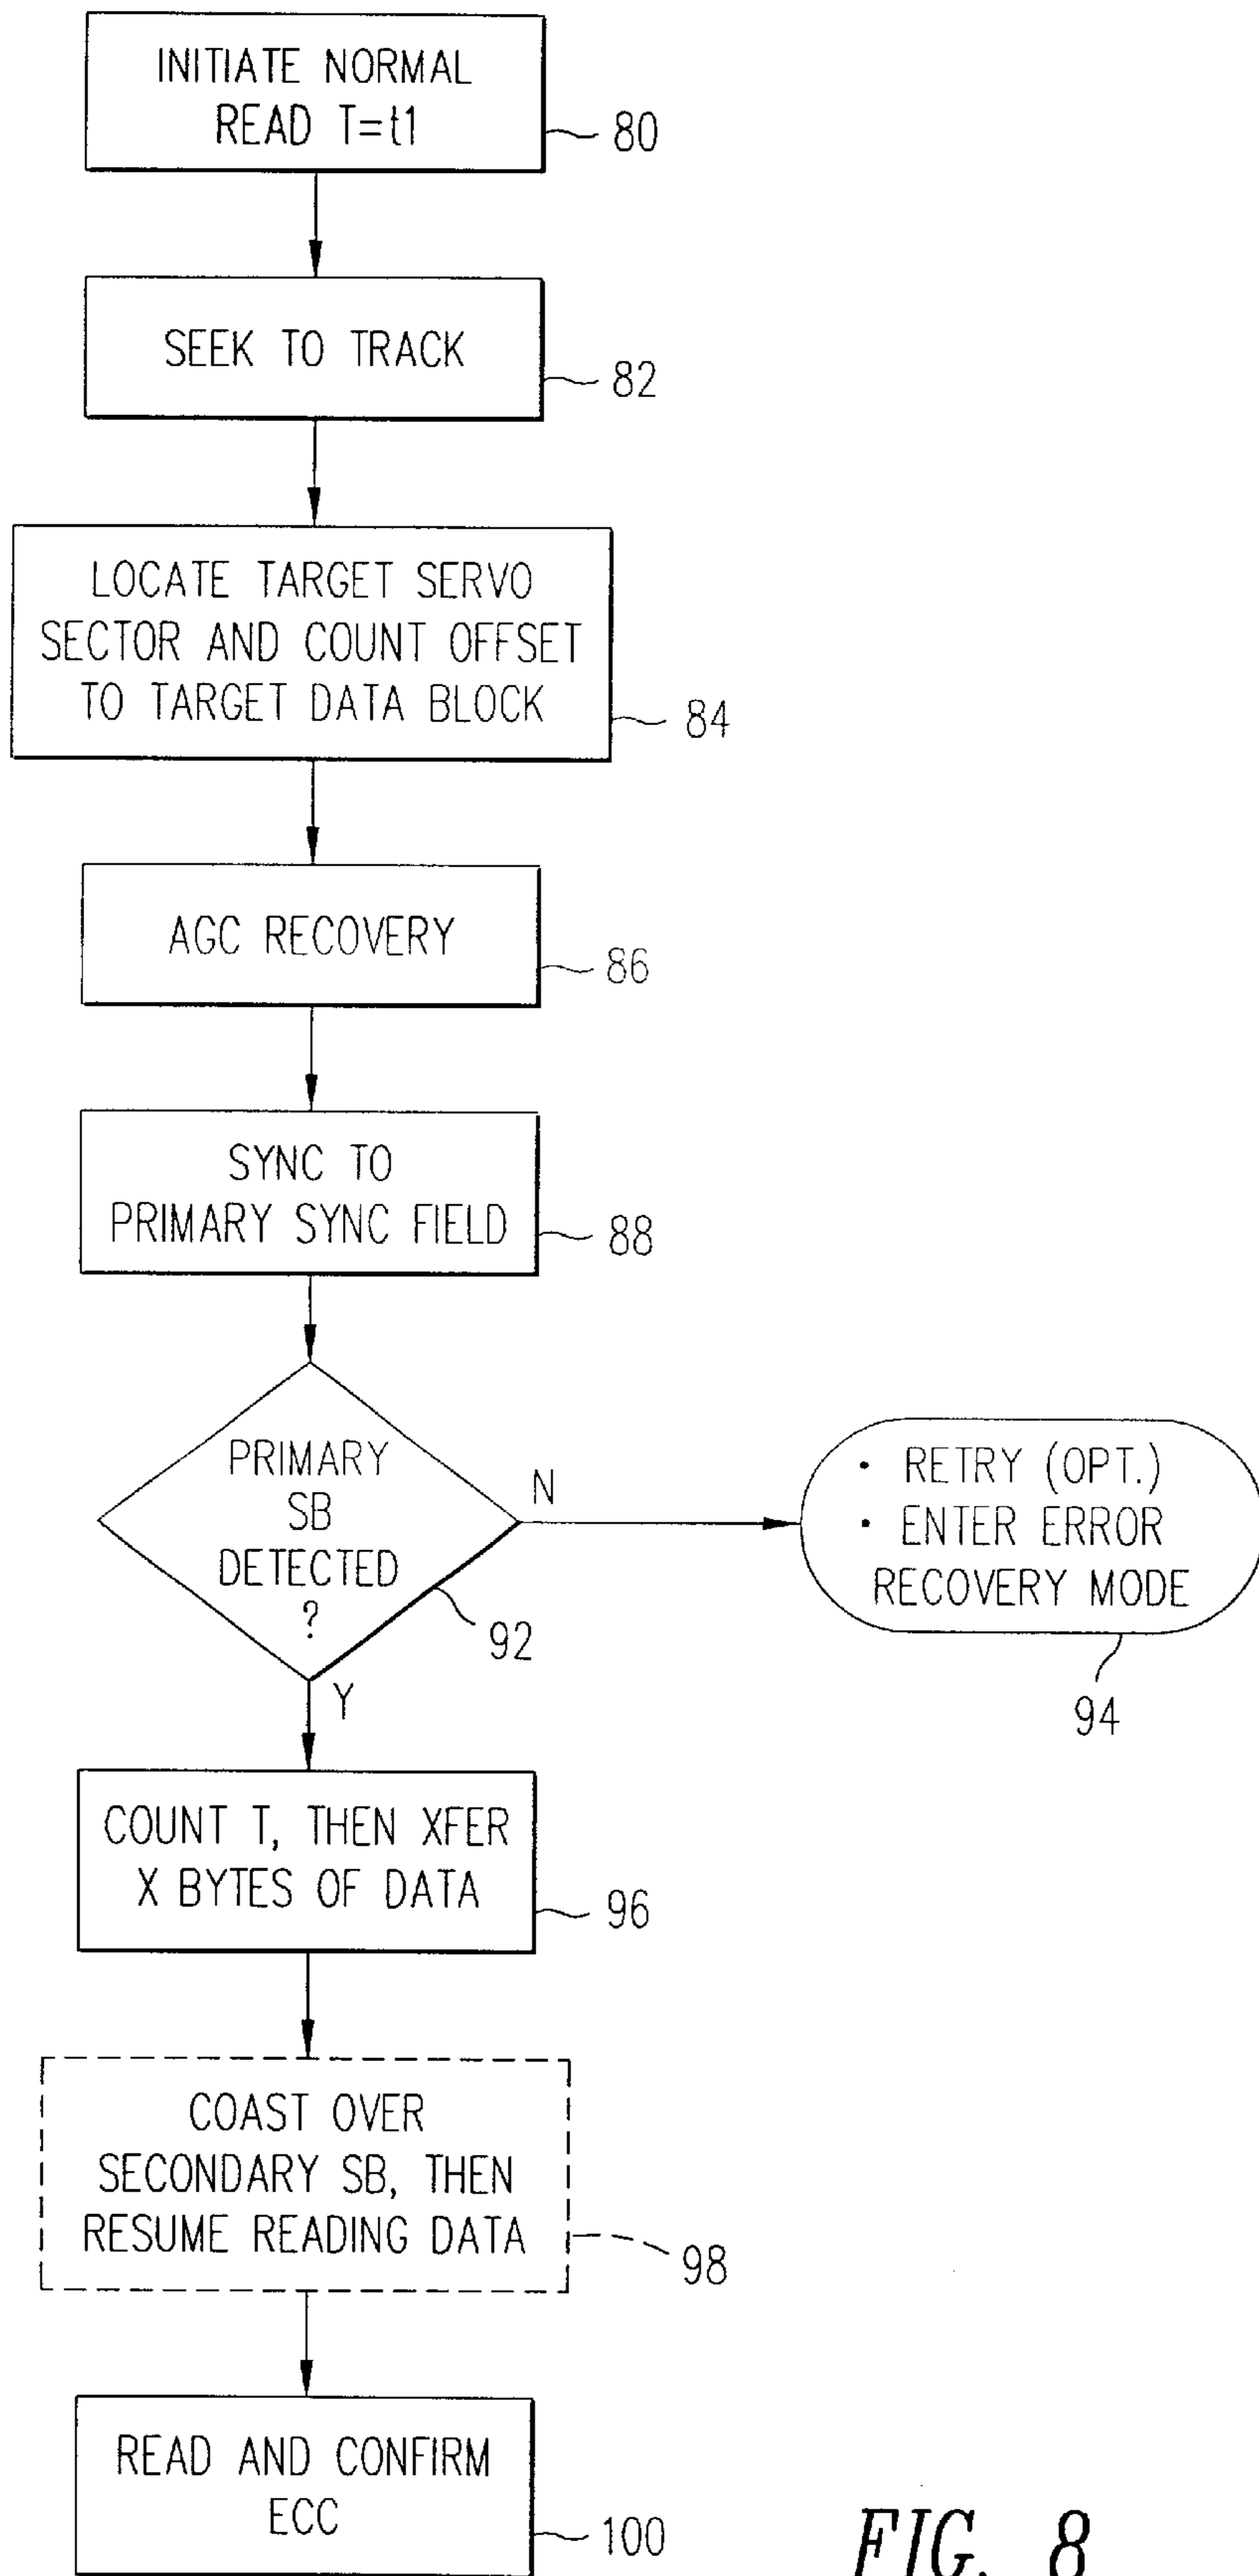 INITIATE NORMAL
READ T=t1
80
SEEK TO TRACK
82
LOCATE TARGET SERVO
SECTOR AND COUNT OFFSET
TO TARGET DATA BLOCK
84
AGC RECOVERY
86
SYNC TO
PRIMARY SYNC FIELD
88
PRIMARY
SB
DETECTED
?
92
N
• RETRY (OPT.)
• ENTER ERROR
RECOVERY MODE
94
Y
COUNT T, THEN XFER
X BYTES OF DATA
96
COAST OVER
SECONDARY SB, THEN
RESUME READING DATA
98
READ AND CONFIRM
ECC
100
FIG. 8